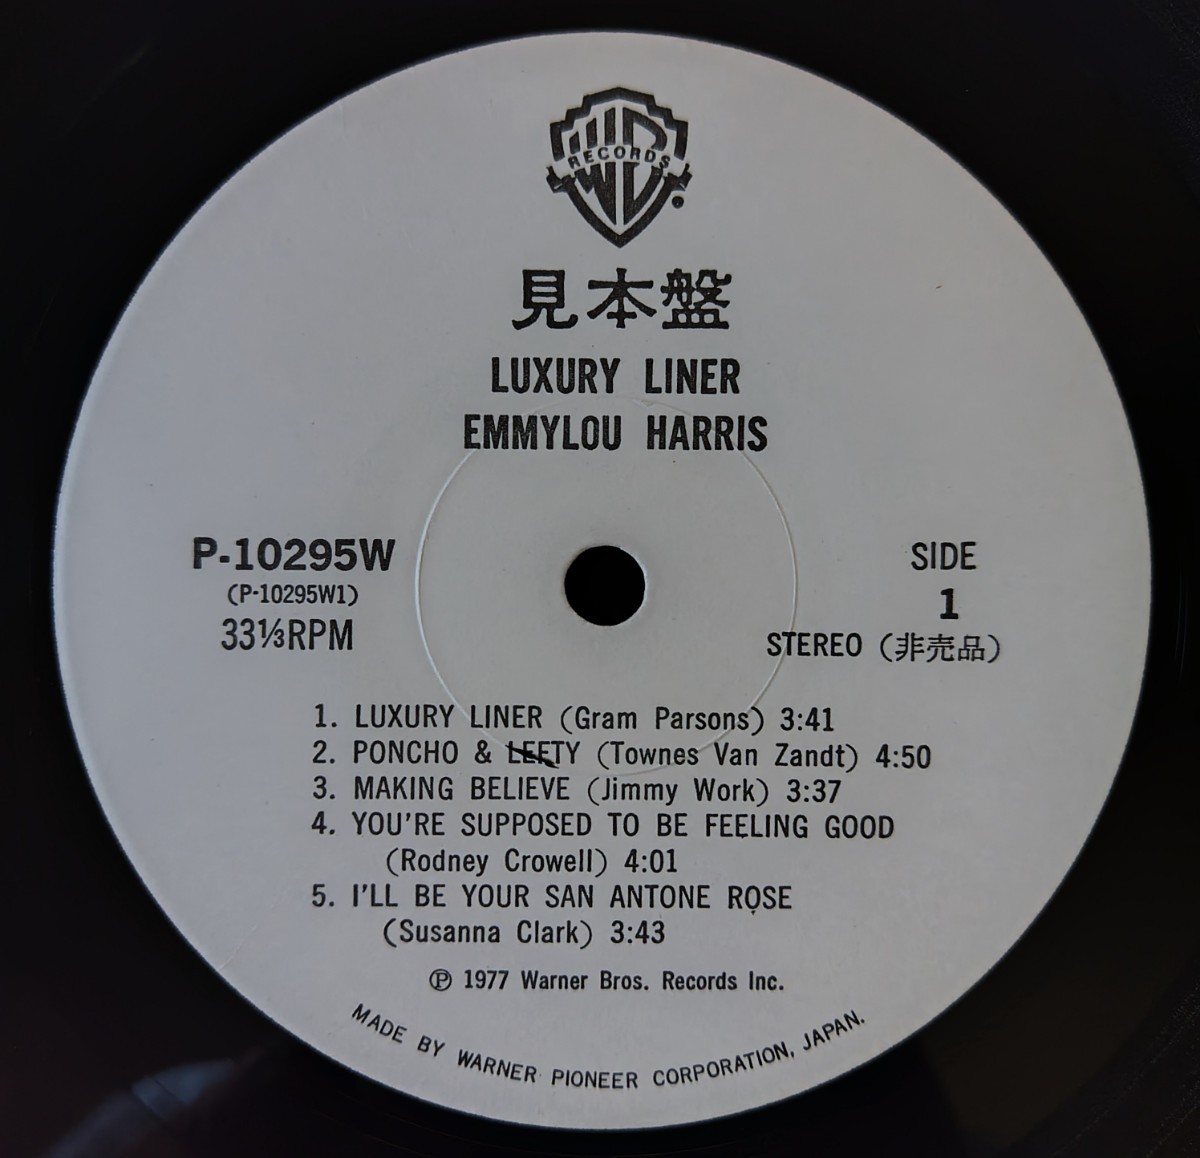 WB
RECORDS
見本盤
LUXURY LINER
EMMYLOU HARRIS
P-10295W
(P-10295W1)
33⅓RPM
SIDE
1
STEREO (非売品)
1. LUXURY LINER (Gram Parsons) 3:41
2. PONCHO & LEFTY (Townes Van Zandt) 4:50
3. MAKING BELIEVE (Jimmy Work) 3:37
4. YOU'RE SUPPOSED TO BE FEELING GOOD
(Rodney Crowell) 4:01
5. I'LL BE YOUR SAN ANTONE ROSE
(Susanna Clark) 3:43
Ⓟ 1977 Warner Bros. Records Inc.
MADE BY WARNER PIONEER CORPORATION, JAPAN.